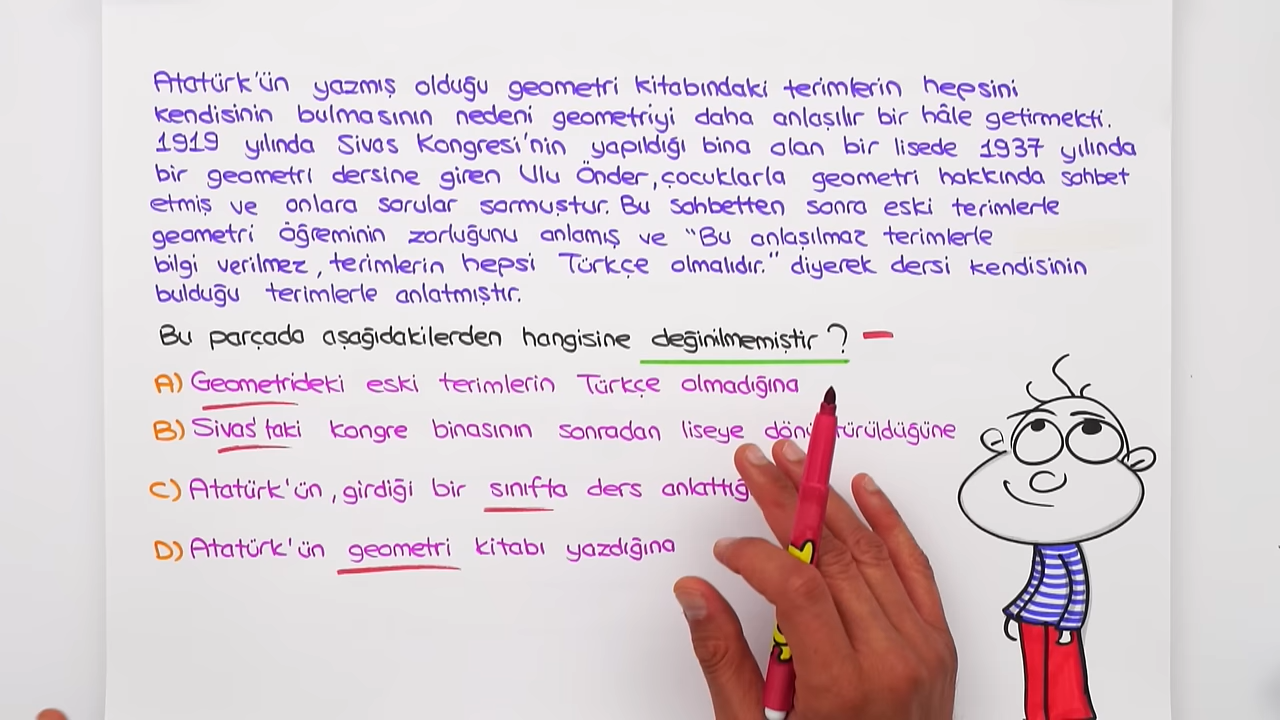 Atatürk'ün yazmış olduğu geometri kitabındaki terimlerin hepsini
kendisinin bulmasının nedeni geometriyi daha anlaşılır bir hâle getirmekti.
1919 yılında Sivas Kongresi'nin yapıldığı bina olan bir lisede 1937 yılında
bir geometri dersine giren Ulu Önder, çocuklarla geometri hakkında sohbet
etmiş ve onlara sorular sormuştur. Bu sohbetten sonra eski terimlerle
geometri öğreminin zorluğunu anlamış ve "Bu anlaşılmaz terimlerle
bilgi verilmez, terimlerin hepsi Türkçe olmalıdır." diyerek dersi kendisinin
bulduğu terimlerle anlatmıştır.
Bu parçada aşağıdakilerden hangisine değinilmemiştir?
A) Geometrideki eski terimlerin Türkçe olmadığına
B) Sivas'taki kongre binasının sonradan liseye
C) Atatürk'ün, girdiği bir sınıfta ders
D) Atatürk'ün geometri kitabı yazdığına